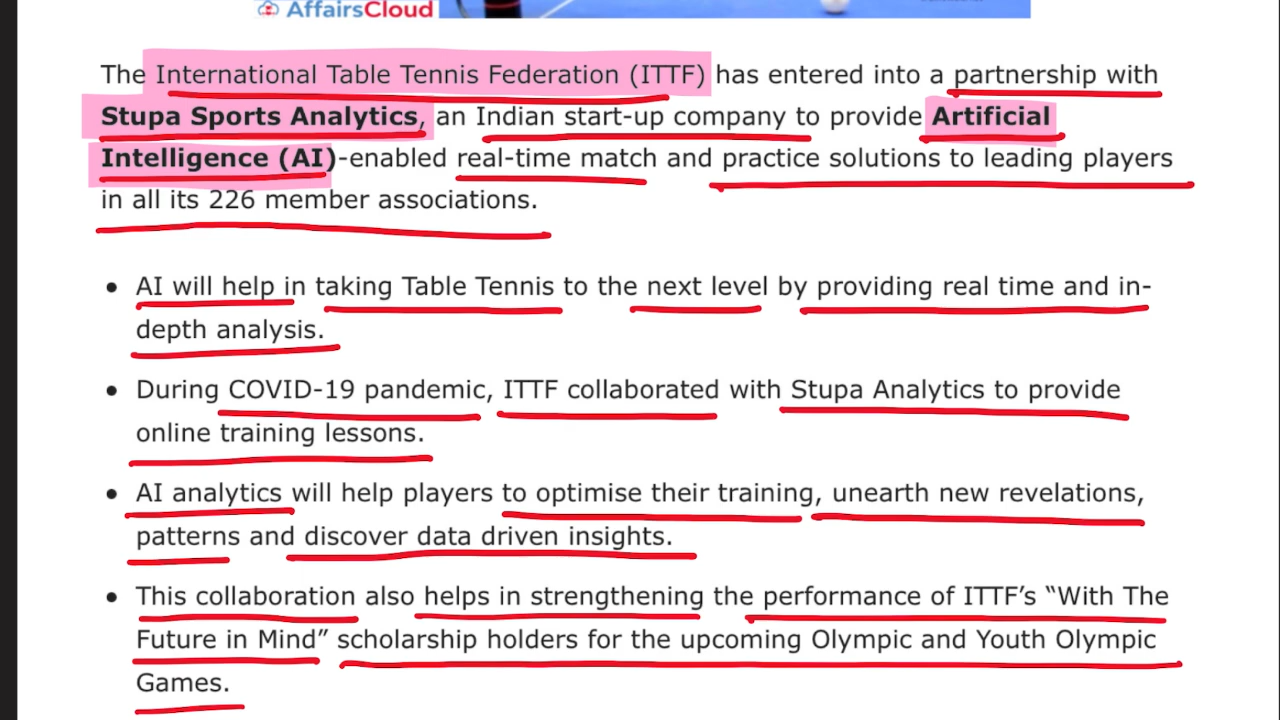 AffairsCloud
The International Table Tennis Federation (ITTF) has entered into a partnership with
Stupa Sports Analytics, an Indian start-up company to provide Artificial
Intelligence (AI)-enabled real-time match and practice solutions to leading players
in all its 226 member associations.
• AI will help in taking Table Tennis to the next level by providing real time and in-
depth analysis.
• During COVID-19 pandemic, ITTF collaborated with Stupa Analytics to provide
online training lessons.
• AI analytics will help players to optimise their training, unearth new revelations,
patterns and discover data driven insights.
• This collaboration also helps in strengthening the performance of ITTF’s “With The
Future in Mind” scholarship holders for the upcoming Olympic and Youth Olympic
Games.